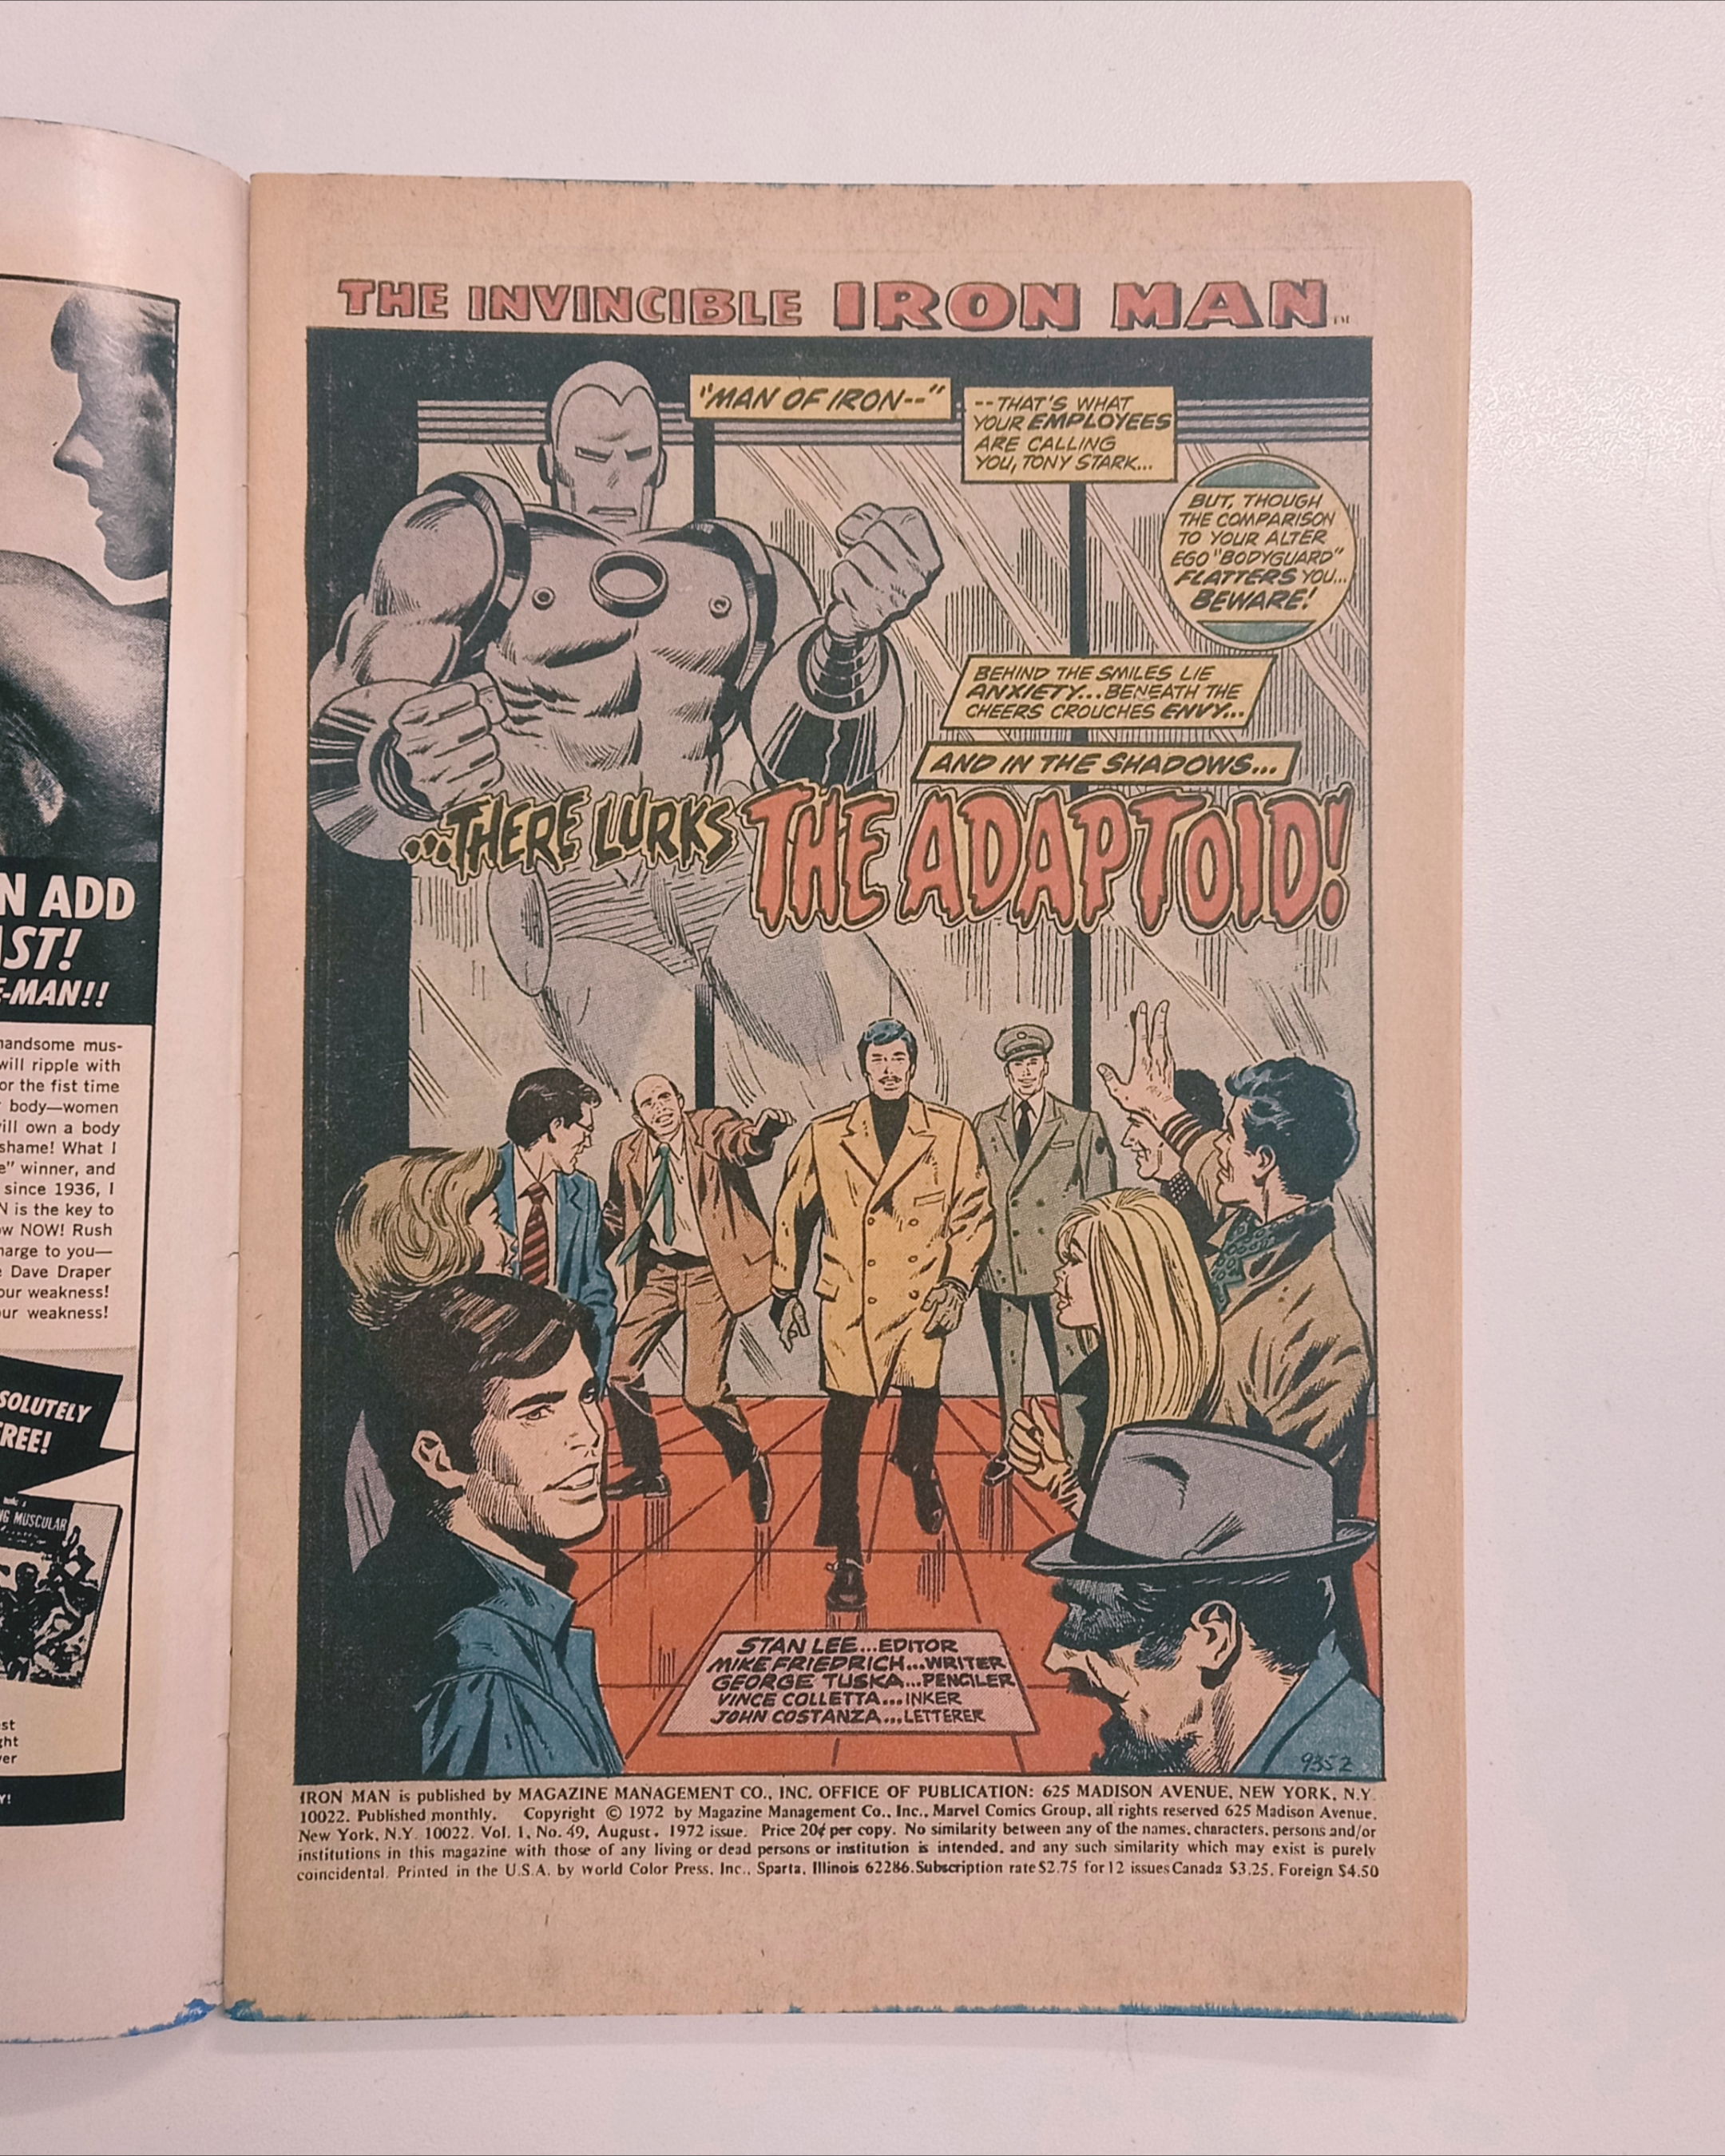 N ADD
AST!
E-MAN!!
handsome mus-
will ripple with
or the fist time
body—women
will own a body
shame! What I
e" winner, and
since 1936, I
N is the key to
ow NOW! Rush
harge to you—
e Dave Draper
our weakness!
our weakness!
SOLUTELY
FREE!
NG MUSCULAR
st
ght
ver
Y!
THE INVINCIBLE IRON MAN TM
"MAN OF IRON--"
--THAT'S WHAT
YOUR EMPLOYEES
ARE CALLING
YOU, TONY STARK...
BUT, THOUGH
THE COMPARISON
TO YOUR ALTER
EGO "BODYGUARD"
FLATTERS YOU...
BEWARE!
BEHIND THE SMILES LIE
ANXIETY...BENEATH THE
CHEERS CROUCHES ENVY...
AND IN THE SHADOWS...
...THERE LURKS THE ADAPTOID!
STAN LEE...EDITOR
MIKE FRIEDRICH...WRITER
GEORGE TUSKA...PENCILER
VINCE COLLETTA...INKER
JOHN COSTANZA...LETTERER
9352
IRON MAN is published by MAGAZINE MANAGEMENT CO., INC. OFFICE OF PUBLICATION: 625 MADISON AVENUE, NEW YORK, N.Y.
10022. Published monthly. Copyright © 1972 by Magazine Management Co., Inc., Marvel Comics Group, all rights reserved 625 Madison Avenue,
New York, N.Y. 10022. Vol. 1, No. 49, August, 1972 issue. Price 20¢ per copy. No similarity between any of the names, characters, persons and/or
institutions in this magazine with those of any living or dead persons or institution is intended, and any such similarity which may exist is purely
coincidental. Printed in the U.S.A. by World Color Press, Inc., Sparta, Illinois 62286. Subscription rate $2.75 for 12 issues Canada $3.25. Foreign $4.50